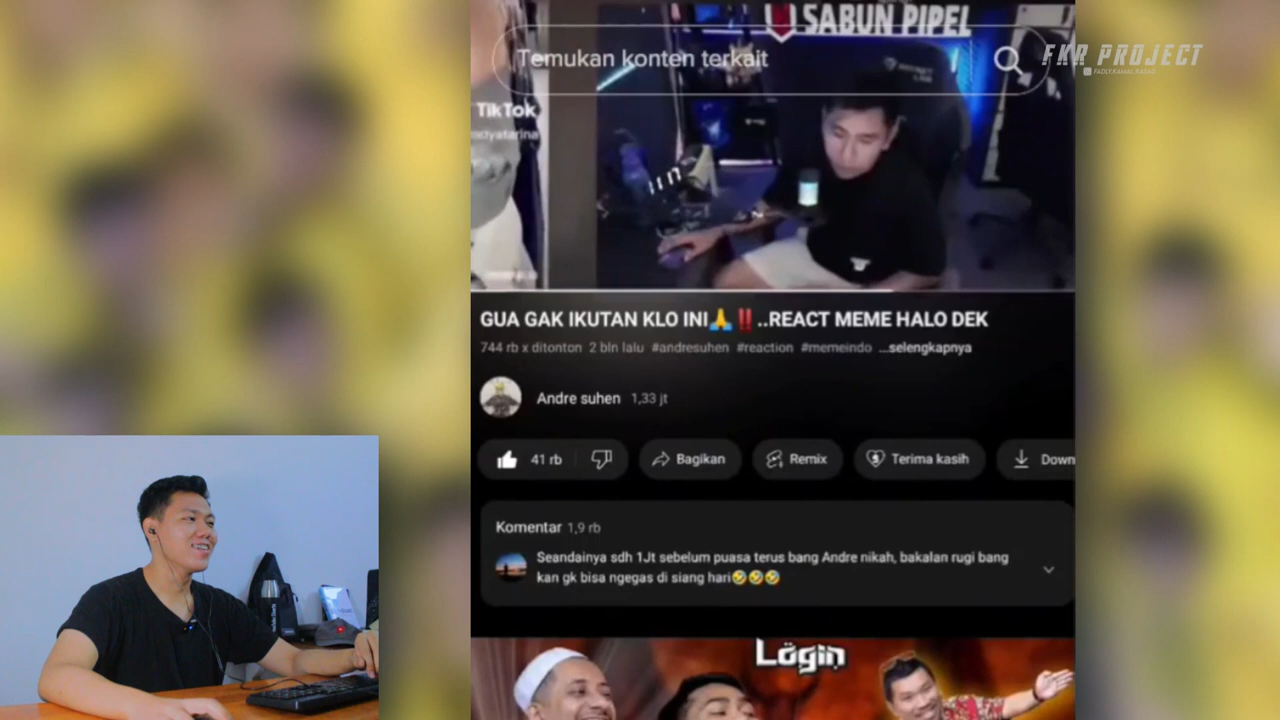 SABUN PIPEL
Temukan konten terkait
FKR PROJECT
TikTok
GUA GAK IKUTAN KLO INI🙏‼️..REACT MEME HALO DEK
744 rb x ditonton 2 bln lalu #andresuhen #reaction #memeindo ...selengkapnya
Andre suhen 1,33 jt
41 rb
Bagikan
Remix
Terima kasih
Down
Komentar 1,9 rb
Seandainya sdh 1Jt sebelum puasa terus bang Andre nikah, bakalan rugi bang
kan gk bisa ngegas di siang hari🤣🤣🤣
Login